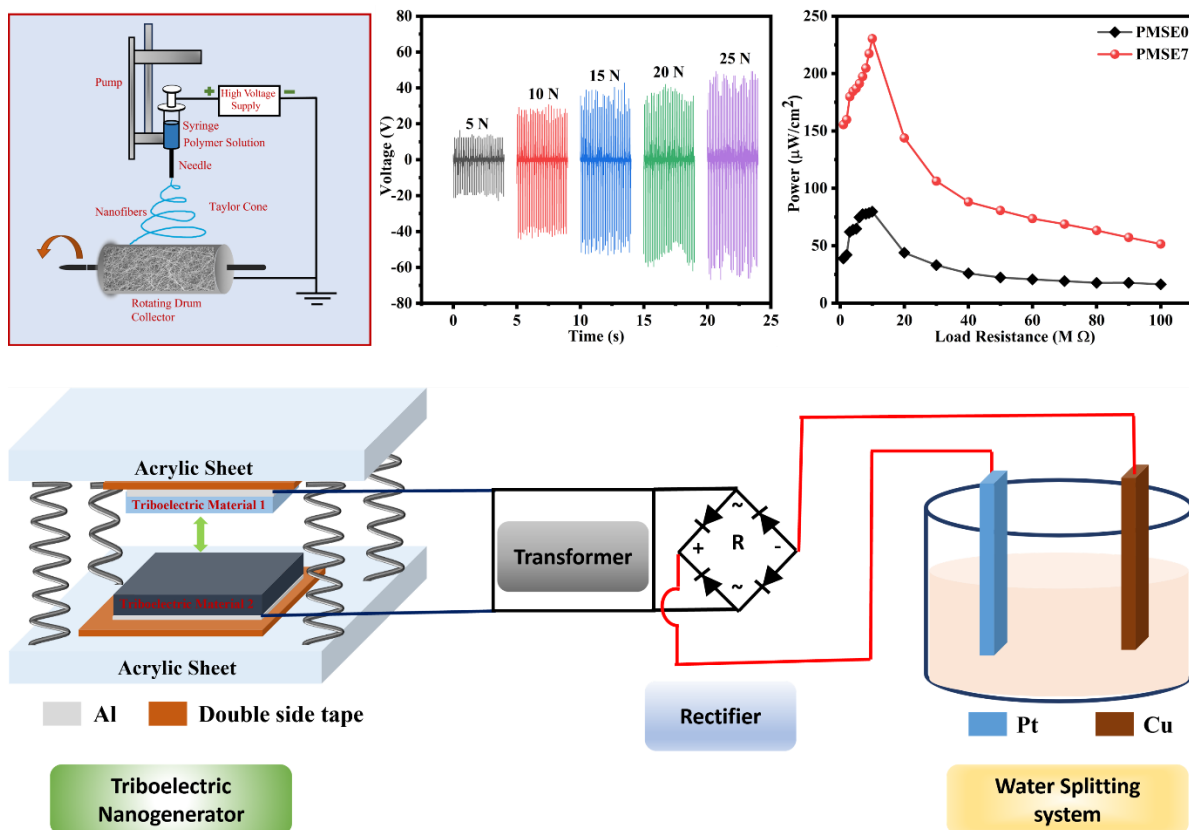 Pump
+
−
High Voltage
Supply
Syringe
Polymer Solution
Needle
Nanofibers
Taylor Cone
Rotating Drum
Collector
Voltage (V)
80
60
40
20
0
-20
-40
-60
-80
5 N
10 N
15 N
20 N
25 N
0
5
10
15
20
25
Time (s)
Power (μW/cm²)
250
200
150
100
50
0
PMSE0
PMSE7
0
20
40
60
80
100
Load Resistance (M Ω)
Acrylic Sheet
Triboelectric Material 1
Triboelectric Material 2
Acrylic Sheet
Al
Double side tape
Transformer
~
+
R
-
~
Rectifier
Pt
Cu
Triboelectric
Nanogenerator
Water Splitting
system